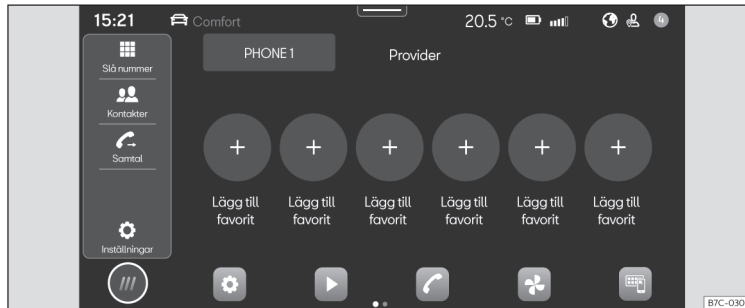 15:21
Comfort
20.5 °C
4
Slå nummer
Kontakter
Samtal
Inställningar
PHONE 1
Provider
Lägg till
favorit
Lägg till
favorit
Lägg till
favorit
Lägg till
favorit
Lägg till
favorit
Lägg till
favorit
B7C-030